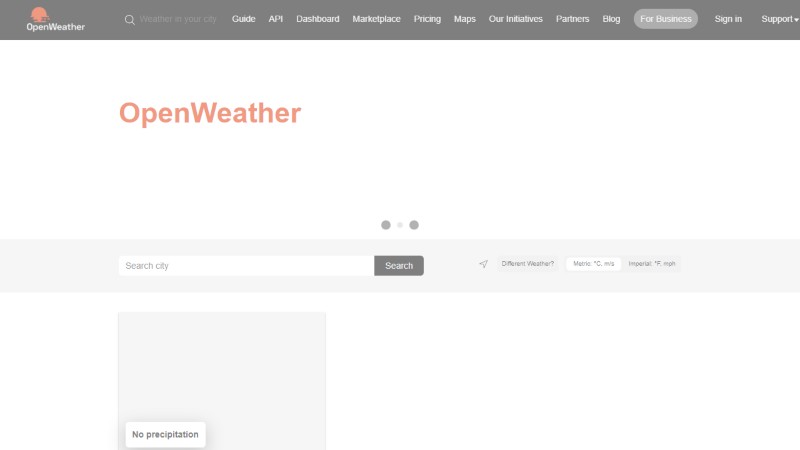 OpenWeather
Weather in your city
Guide
API
Dashboard
Marketplace
Pricing
Maps
Our Initiatives
Partners
Blog
For Business
Sign in
Support
OpenWeather
Search city
Search
Different Weather?
Metric: °C, m/s
Imperial: °F, mph
No precipitation